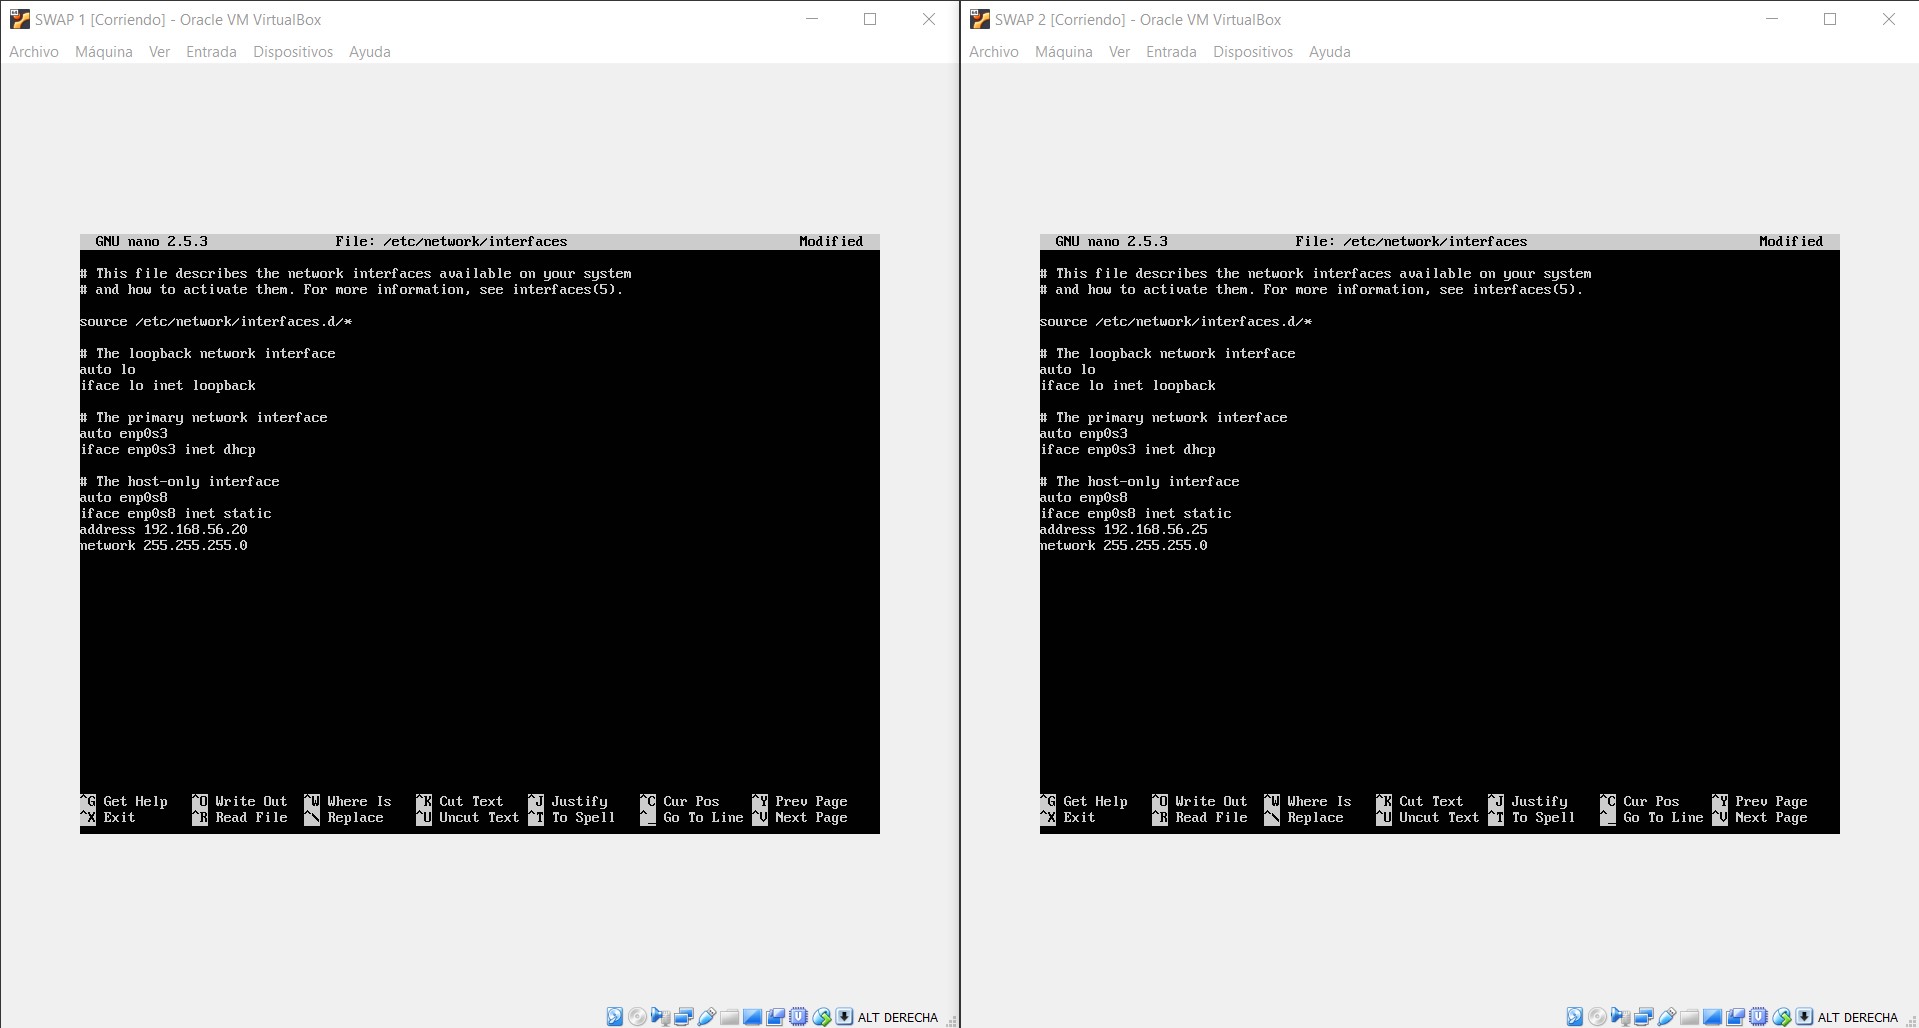 SWAP 1 [Corriendo] - Oracle VM VirtualBox
Archivo Máquina Ver Entrada Dispositivos Ayuda
GNU nano 2.5.3 File: /etc/network/interfaces Modified
# This file describes the network interfaces available on your system
# and how to activate them. For more information, see interfaces(5).
source /etc/network/interfaces.d/*
# The loopback network interface
auto lo
iface lo inet loopback
# The primary network interface
auto enp0s3
iface enp0s3 inet dhcp
# The host-only interface
auto enp0s8
iface enp0s8 inet static
address 192.168.56.20
network 255.255.255.0
^G Get Help ^O Write Out ^W Where Is ^K Cut Text ^J Justify ^C Cur Pos ^Y Prev Page
^X Exit ^R Read File ^\ Replace ^U Uncut Text ^T To Spell ^_ Go To Line ^V Next Page
ALT DERECHA
SWAP 2 [Corriendo] - Oracle VM VirtualBox
Archivo Máquina Ver Entrada Dispositivos Ayuda
GNU nano 2.5.3 File: /etc/network/interfaces Modified
# This file describes the network interfaces available on your system
# and how to activate them. For more information, see interfaces(5).
source /etc/network/interfaces.d/*
# The loopback network interface
auto lo
iface lo inet loopback
# The primary network interface
auto enp0s3
iface enp0s3 inet dhcp
# The host-only interface
auto enp0s8
iface enp0s8 inet static
address 192.168.56.25
network 255.255.255.0
^G Get Help ^O Write Out ^W Where Is ^K Cut Text ^J Justify ^C Cur Pos ^Y Prev Page
^X Exit ^R Read File ^\ Replace ^U Uncut Text ^T To Spell ^_ Go To Line ^V Next Page
ALT DERECHA